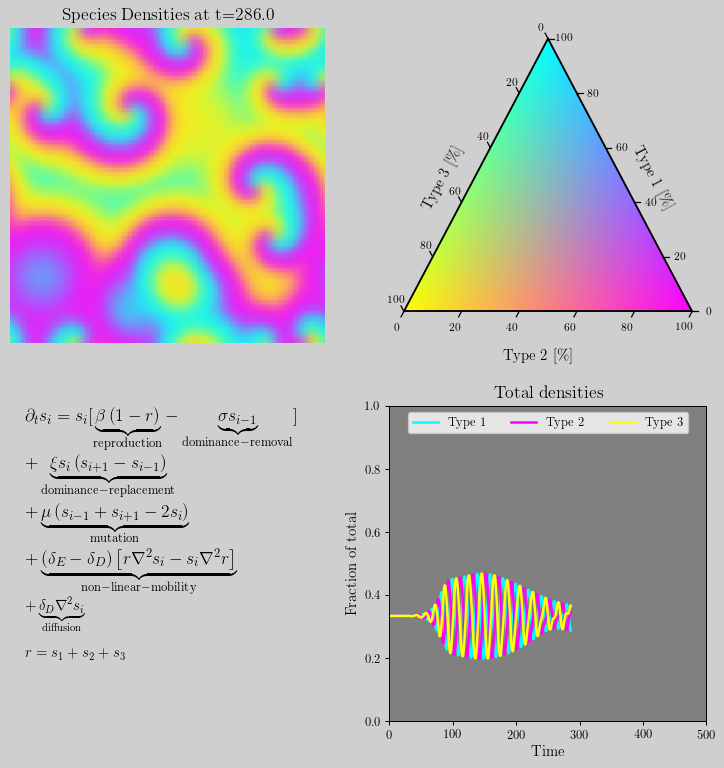 Species Densities at t=286.0
0
100
20
80
40
60
Type 3 [%]
Type 1 [%]
60
40
80
20
100
0
0 20 40 60 80 100
Type 2 [%]
∂ₜsᵢ = sᵢ[ β (1 − r) − σsᵢ₋₁ ]
reproduction dominance−removal
+ ξsᵢ (sᵢ₊₁ − sᵢ₋₁)
dominance−replacement
+ μ (sᵢ₋₁ + sᵢ₊₁ − 2sᵢ)
mutation
+ (δ_E − δ_D) [r∇²sᵢ − sᵢ∇²r]
non−linear−mobility
+ δ_D∇²sᵢ
diffusion
r = s₁ + s₂ + s₃
Total densities
Type 1 Type 2 Type 3
1.0
0.8
0.6
0.4
0.2
0.0
Fraction of total
0 100 200 300 400 500
Time